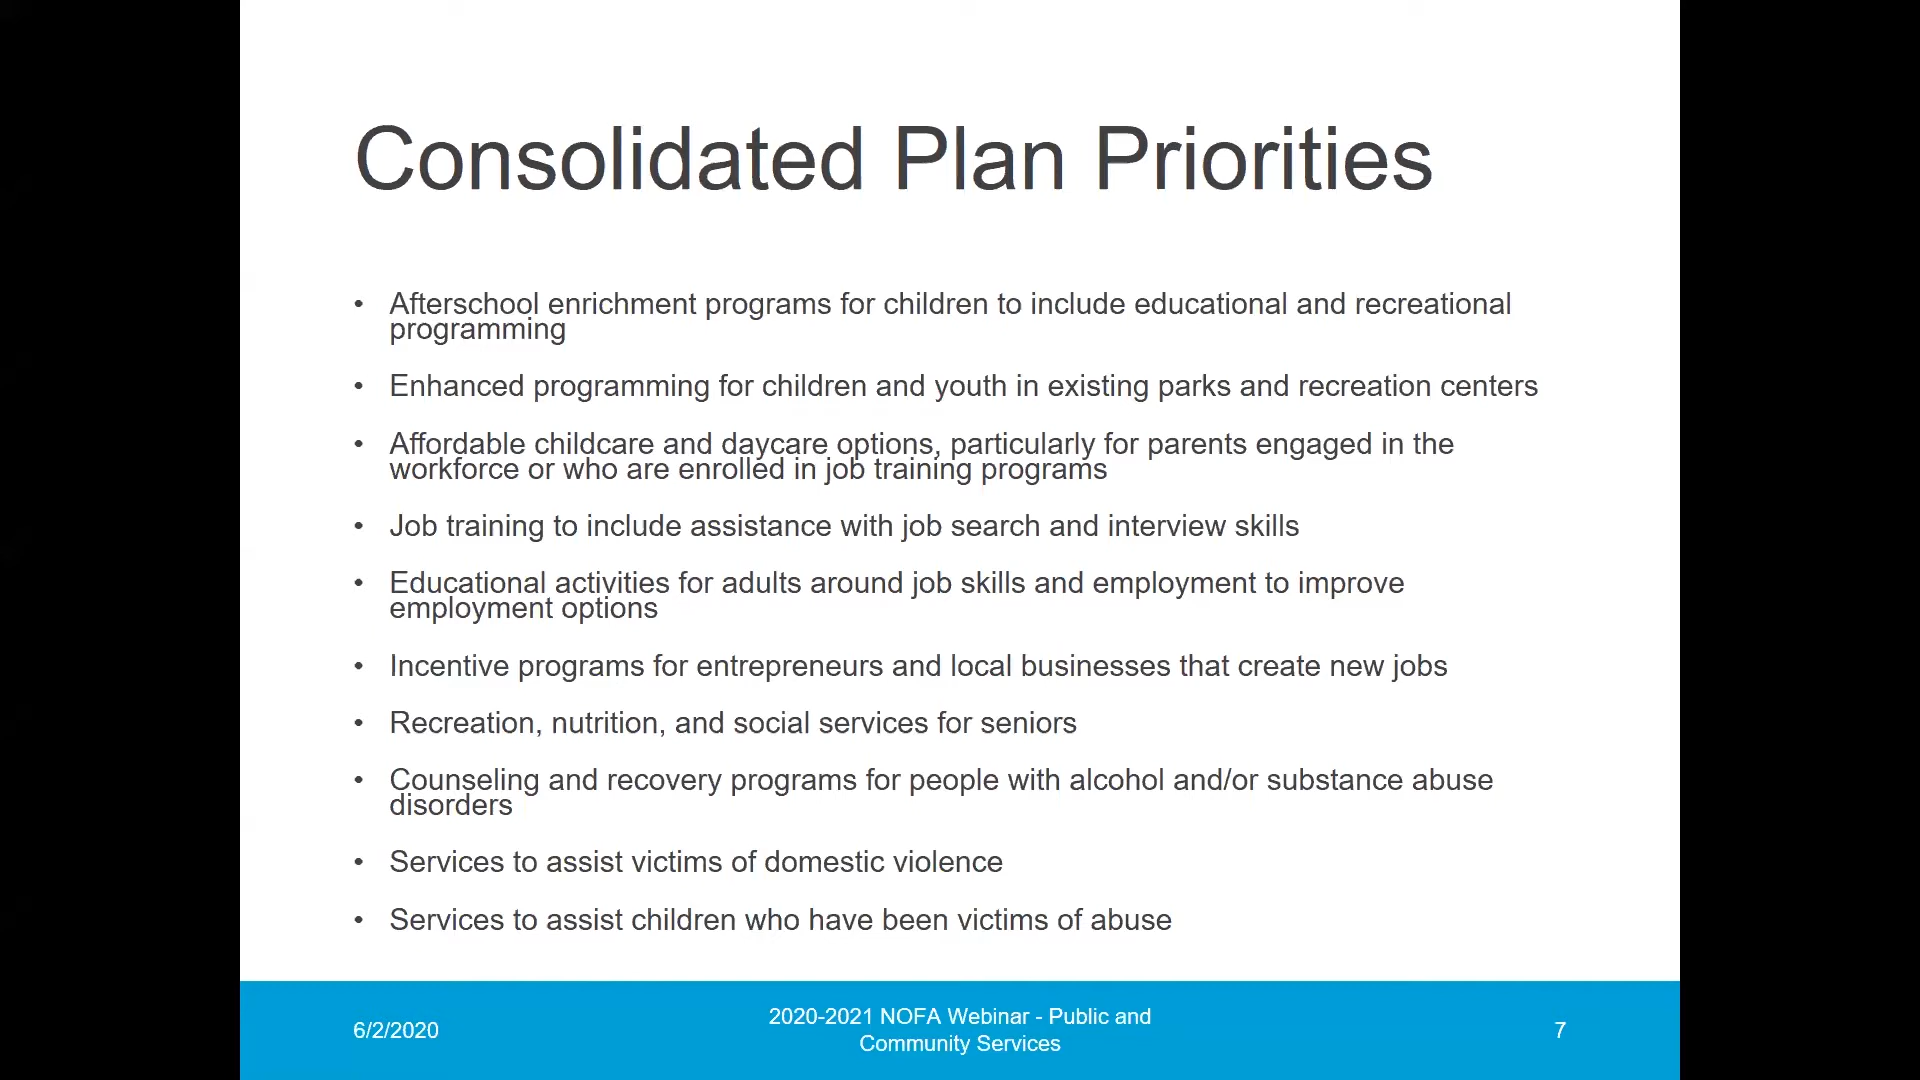 Consolidated Plan Priorities
• Afterschool enrichment programs for children to include educational and recreational
programming
• Enhanced programming for children and youth in existing parks and recreation centers
• Affordable childcare and daycare options, particularly for parents engaged in the
workforce or who are enrolled in job training programs
• Job training to include assistance with job search and interview skills
• Educational activities for adults around job skills and employment to improve
employment options
• Incentive programs for entrepreneurs and local businesses that create new jobs
• Recreation, nutrition, and social services for seniors
• Counseling and recovery programs for people with alcohol and/or substance abuse
disorders
• Services to assist victims of domestic violence
• Services to assist children who have been victims of abuse
6/2/2020
2020-2021 NOFA Webinar - Public and
Community Services
7